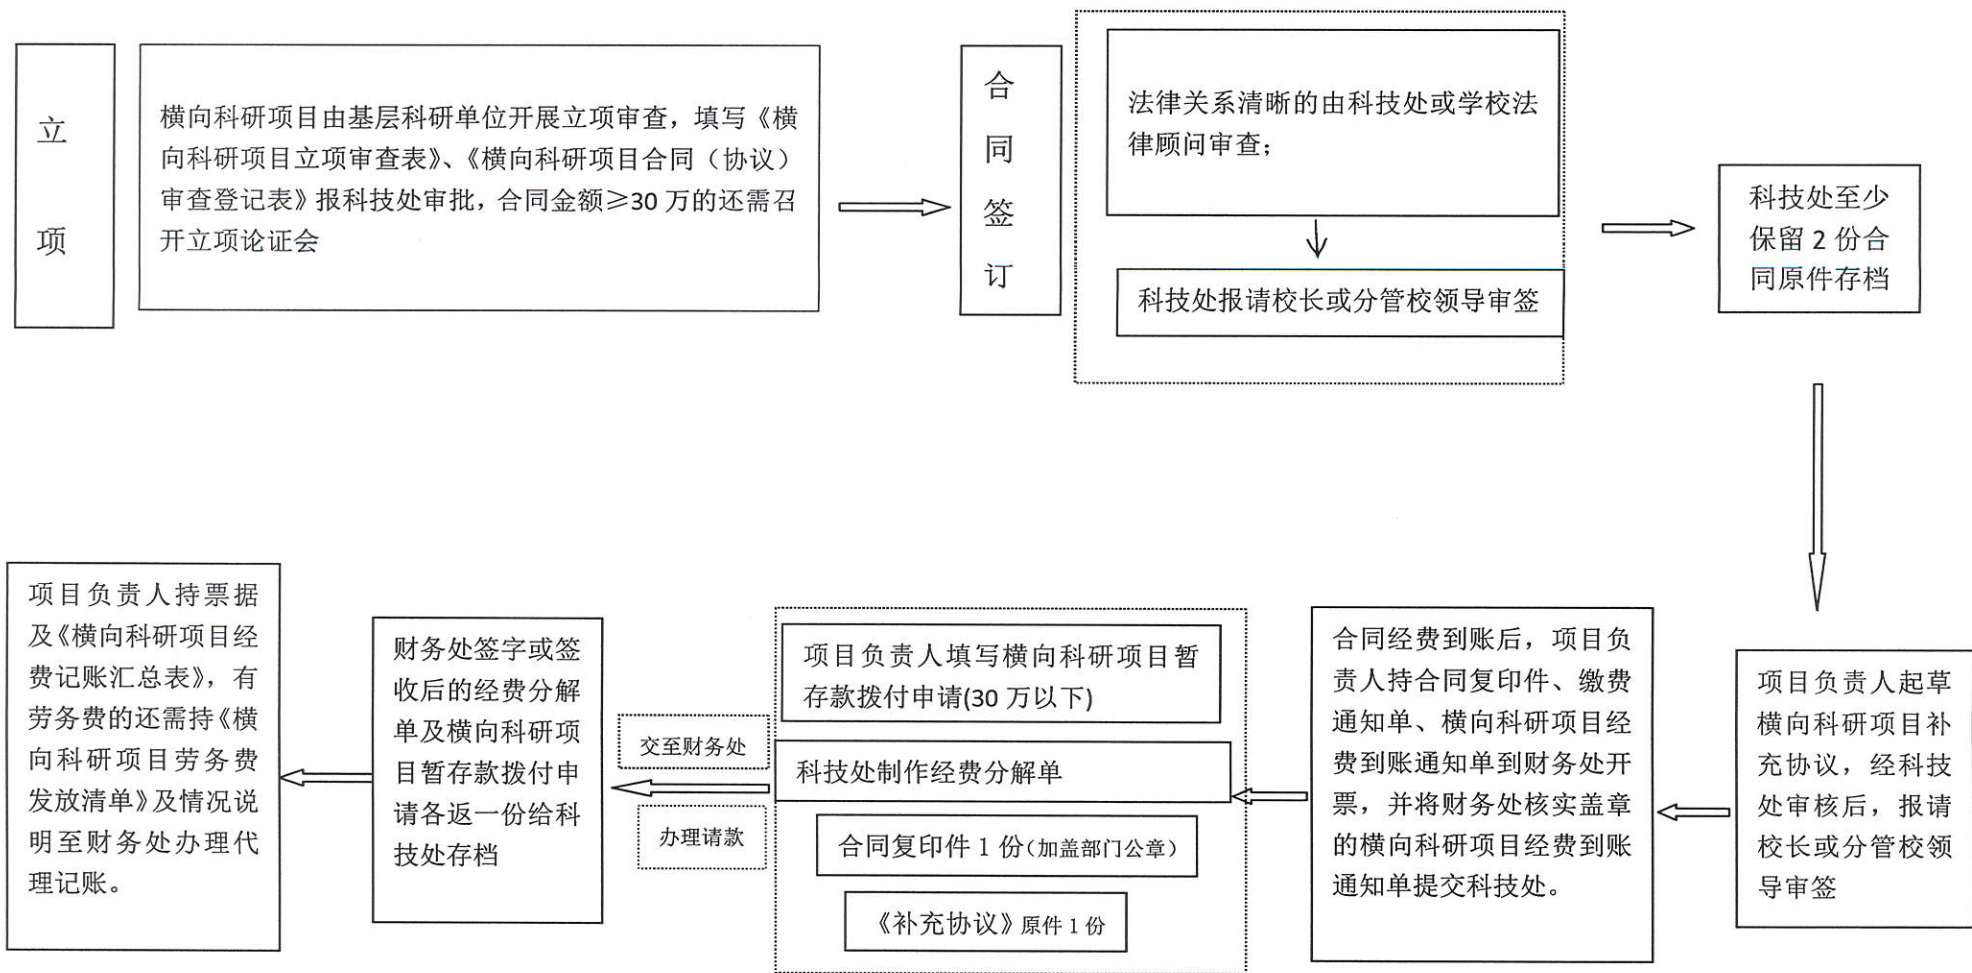 立
项
横向科研项目由基层科研单位开展立项审查，填写《横
向科研项目立项审查表》、《横向科研项目合同（协议）
审查登记表》报科技处审批，合同金额≥30 万的还需召
开立项论证会
合
同
签
订
法律关系清晰的由科技处或学校法
律顾问审查；
科技处报请校长或分管校领导审签
科技处至少
保留 2 份合
同原件存档
项目负责人起草
横向科研项目补
充协议，经科技
处审核后，报请
校长或分管校领
导审签
合同经费到账后，项目负
责人持合同复印件、缴费
通知单、横向科研项目经
费到账通知单到财务处开
票，并将财务处核实盖章
的横向科研项目经费到账
通知单提交科技处。
项目负责人填写横向科研项目暂
存款拨付申请(30 万以下)
科技处制作经费分解单
合同复印件 1 份（加盖部门公章）
《补充协议》原件 1 份
交至财务处
办理请款
财务处签字或签
收后的经费分解
单及横向科研项
目暂存款拨付申
请各返一份给科
技处存档
项目负责人持票据
及《横向科研项目经
费记账汇总表》，有
劳务费的还需持《横
向科研项目劳务费
发放清单》及情况说
明至财务处办理代
理记账。